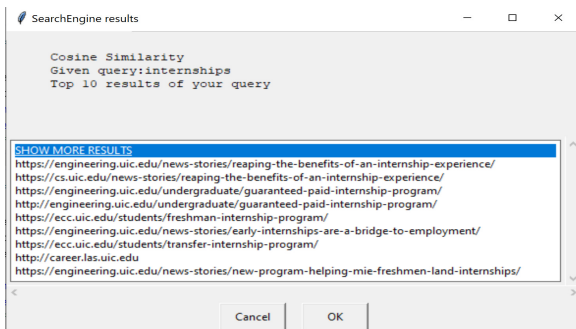 SearchEngine results
Cosine Similarity
Given query:internships
Top 10 results of your query
SHOW MORE RESULTS
https://engineering.uic.edu/news-stories/reaping-the-benefits-of-an-internship-experience/
https://cs.uic.edu/news-stories/reaping-the-benefits-of-an-internship-experience/
https://engineering.uic.edu/undergraduate/guaranteed-paid-internship-program/
http://engineering.uic.edu/undergraduate/guaranteed-paid-internship-program/
https://ecc.uic.edu/students/freshman-internship-program/
https://engineering.uic.edu/news-stories/early-internships-are-a-bridge-to-employment/
https://ecc.uic.edu/students/transfer-internship-program/
http://career.las.uic.edu
https://engineering.uic.edu/news-stories/new-program-helping-mie-freshmen-land-internships/
Cancel OK